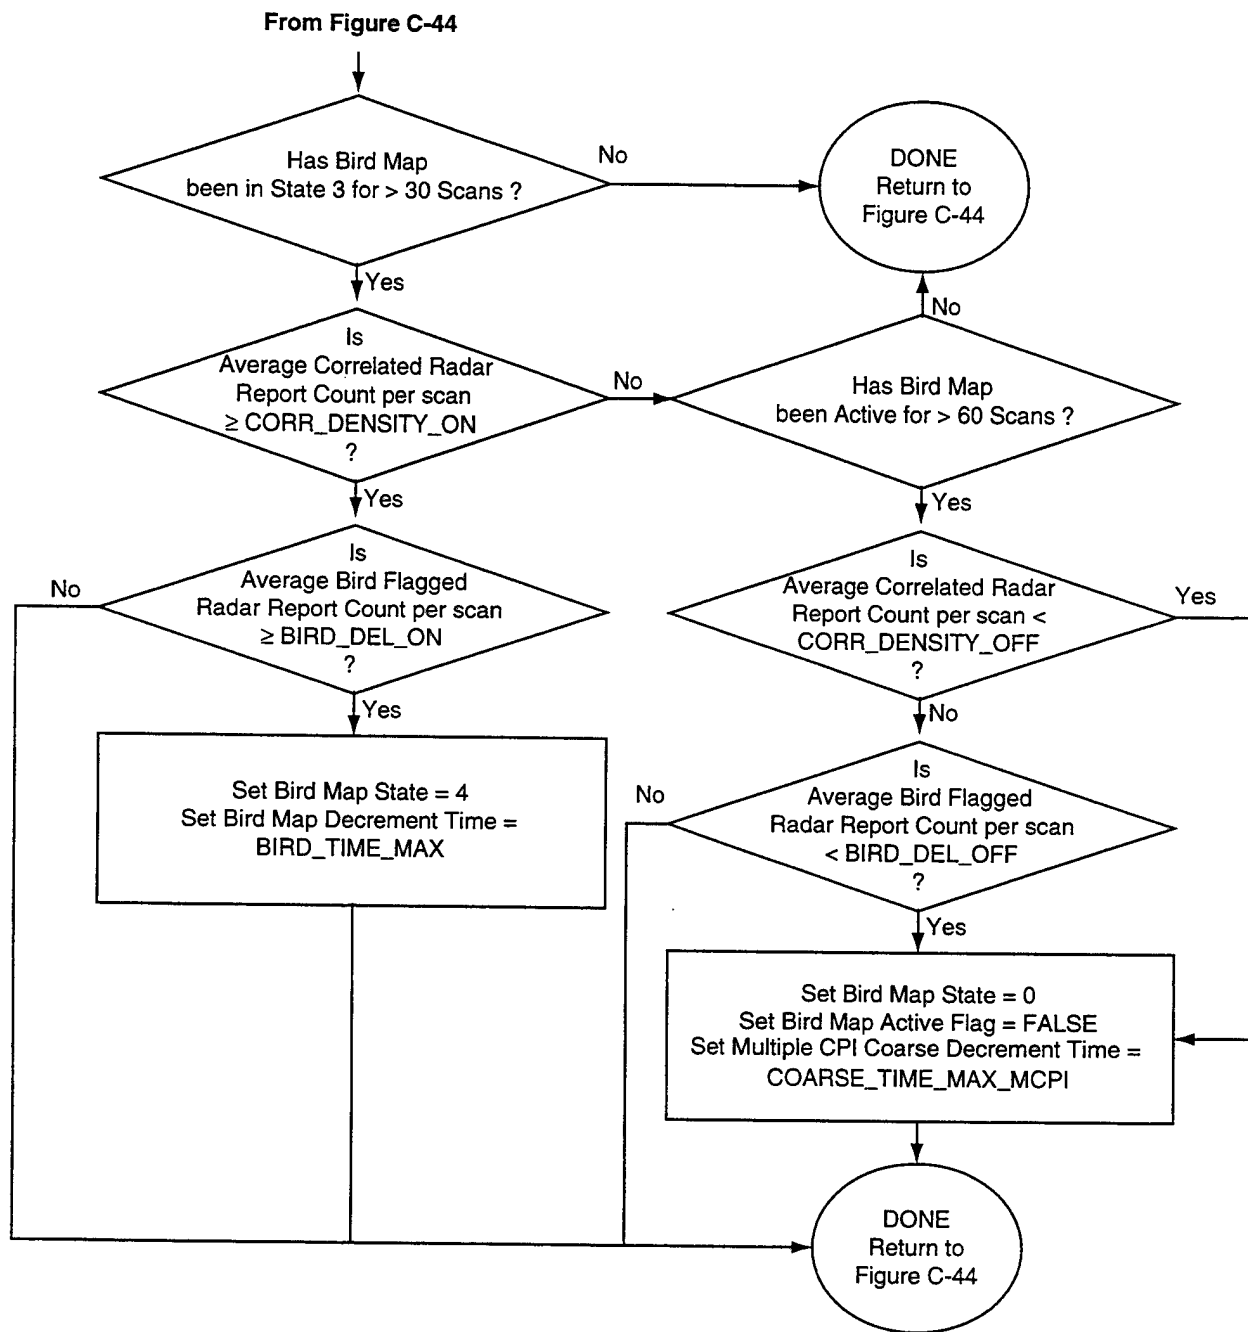 From Figure C-44
Has Bird Map
been in State 3 for > 30 Scans ?
No
DONE
Return to
Figure C-44
Yes
No
Is
Average Correlated Radar
Report Count per scan
≥ CORR_DENSITY_ON
?
No
Has Bird Map
been Active for > 60 Scans ?
Yes
Yes
Is
Average Bird Flagged
Radar Report Count per scan
≥ BIRD_DEL_ON
?
No
Is
Average Correlated Radar
Report Count per scan <
CORR_DENSITY_OFF
?
Yes
Yes
No
Set Bird Map State = 4
Set Bird Map Decrement Time =
BIRD_TIME_MAX
No
Is
Average Bird Flagged
Radar Report Count per scan
< BIRD_DEL_OFF
?
Yes
Set Bird Map State = 0
Set Bird Map Active Flag = FALSE
Set Multiple CPI Coarse Decrement Time =
COARSE_TIME_MAX_MCPI
DONE
Return to
Figure C-44